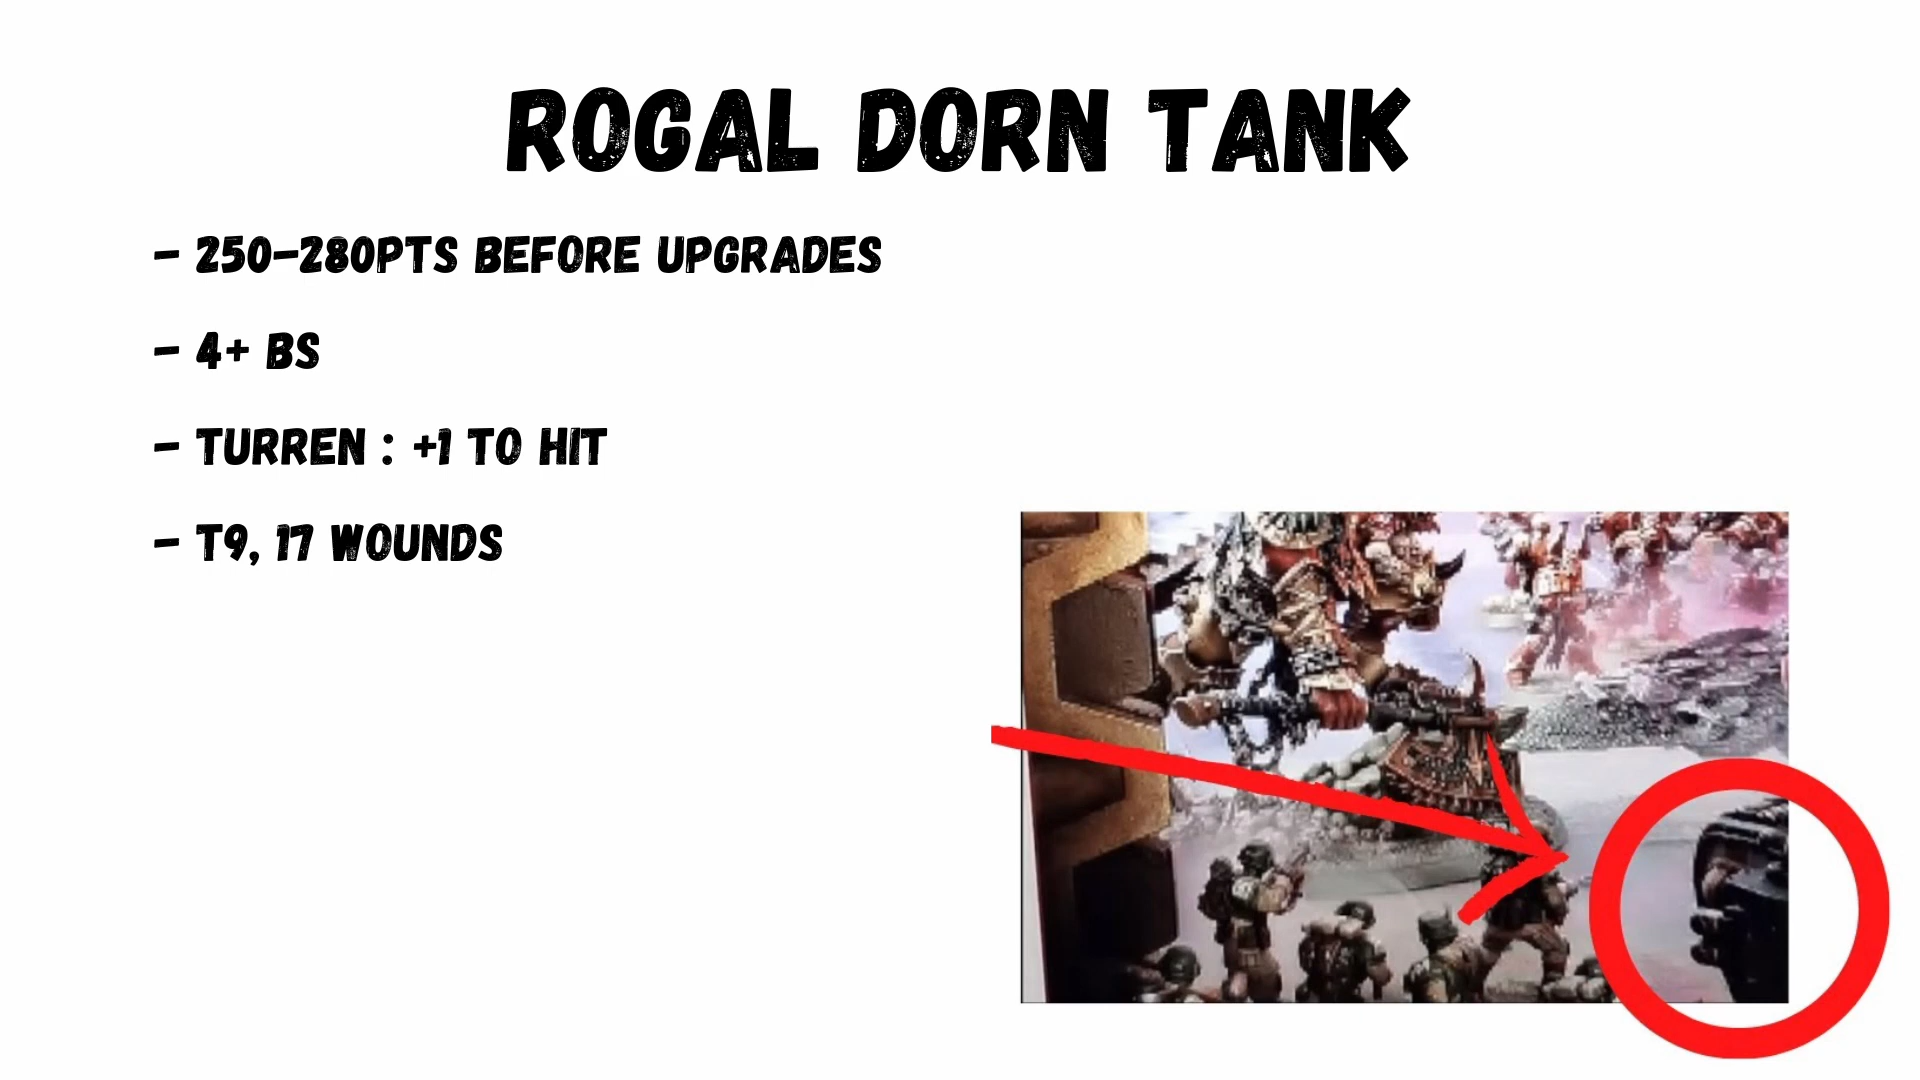 ROGAL DORN TANK
- 250-280PTS BEFORE UPGRADES
- 4+ BS
- TURREN : +1 TO HIT
- T9, 17 WOUNDS